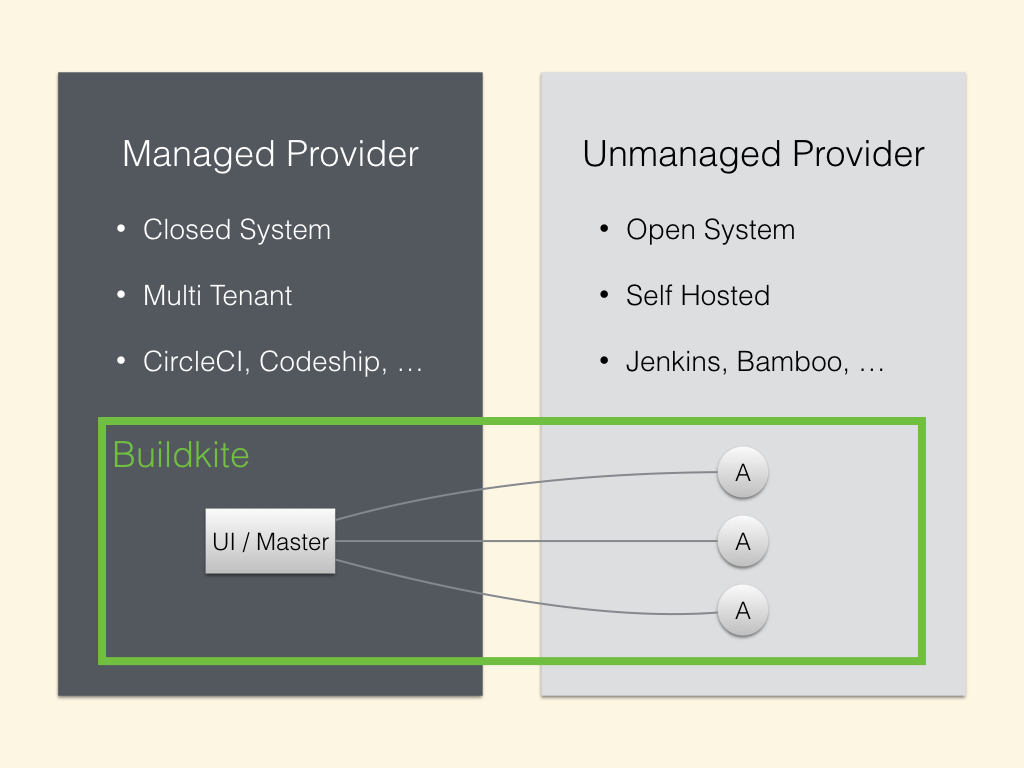 Managed Provider
• Closed System
• Multi Tenant
• CircleCI, Codeship, …
Unmanaged Provider
• Open System
• Self Hosted
• Jenkins, Bamboo, …
Buildkite
UI / Master
A
A
A